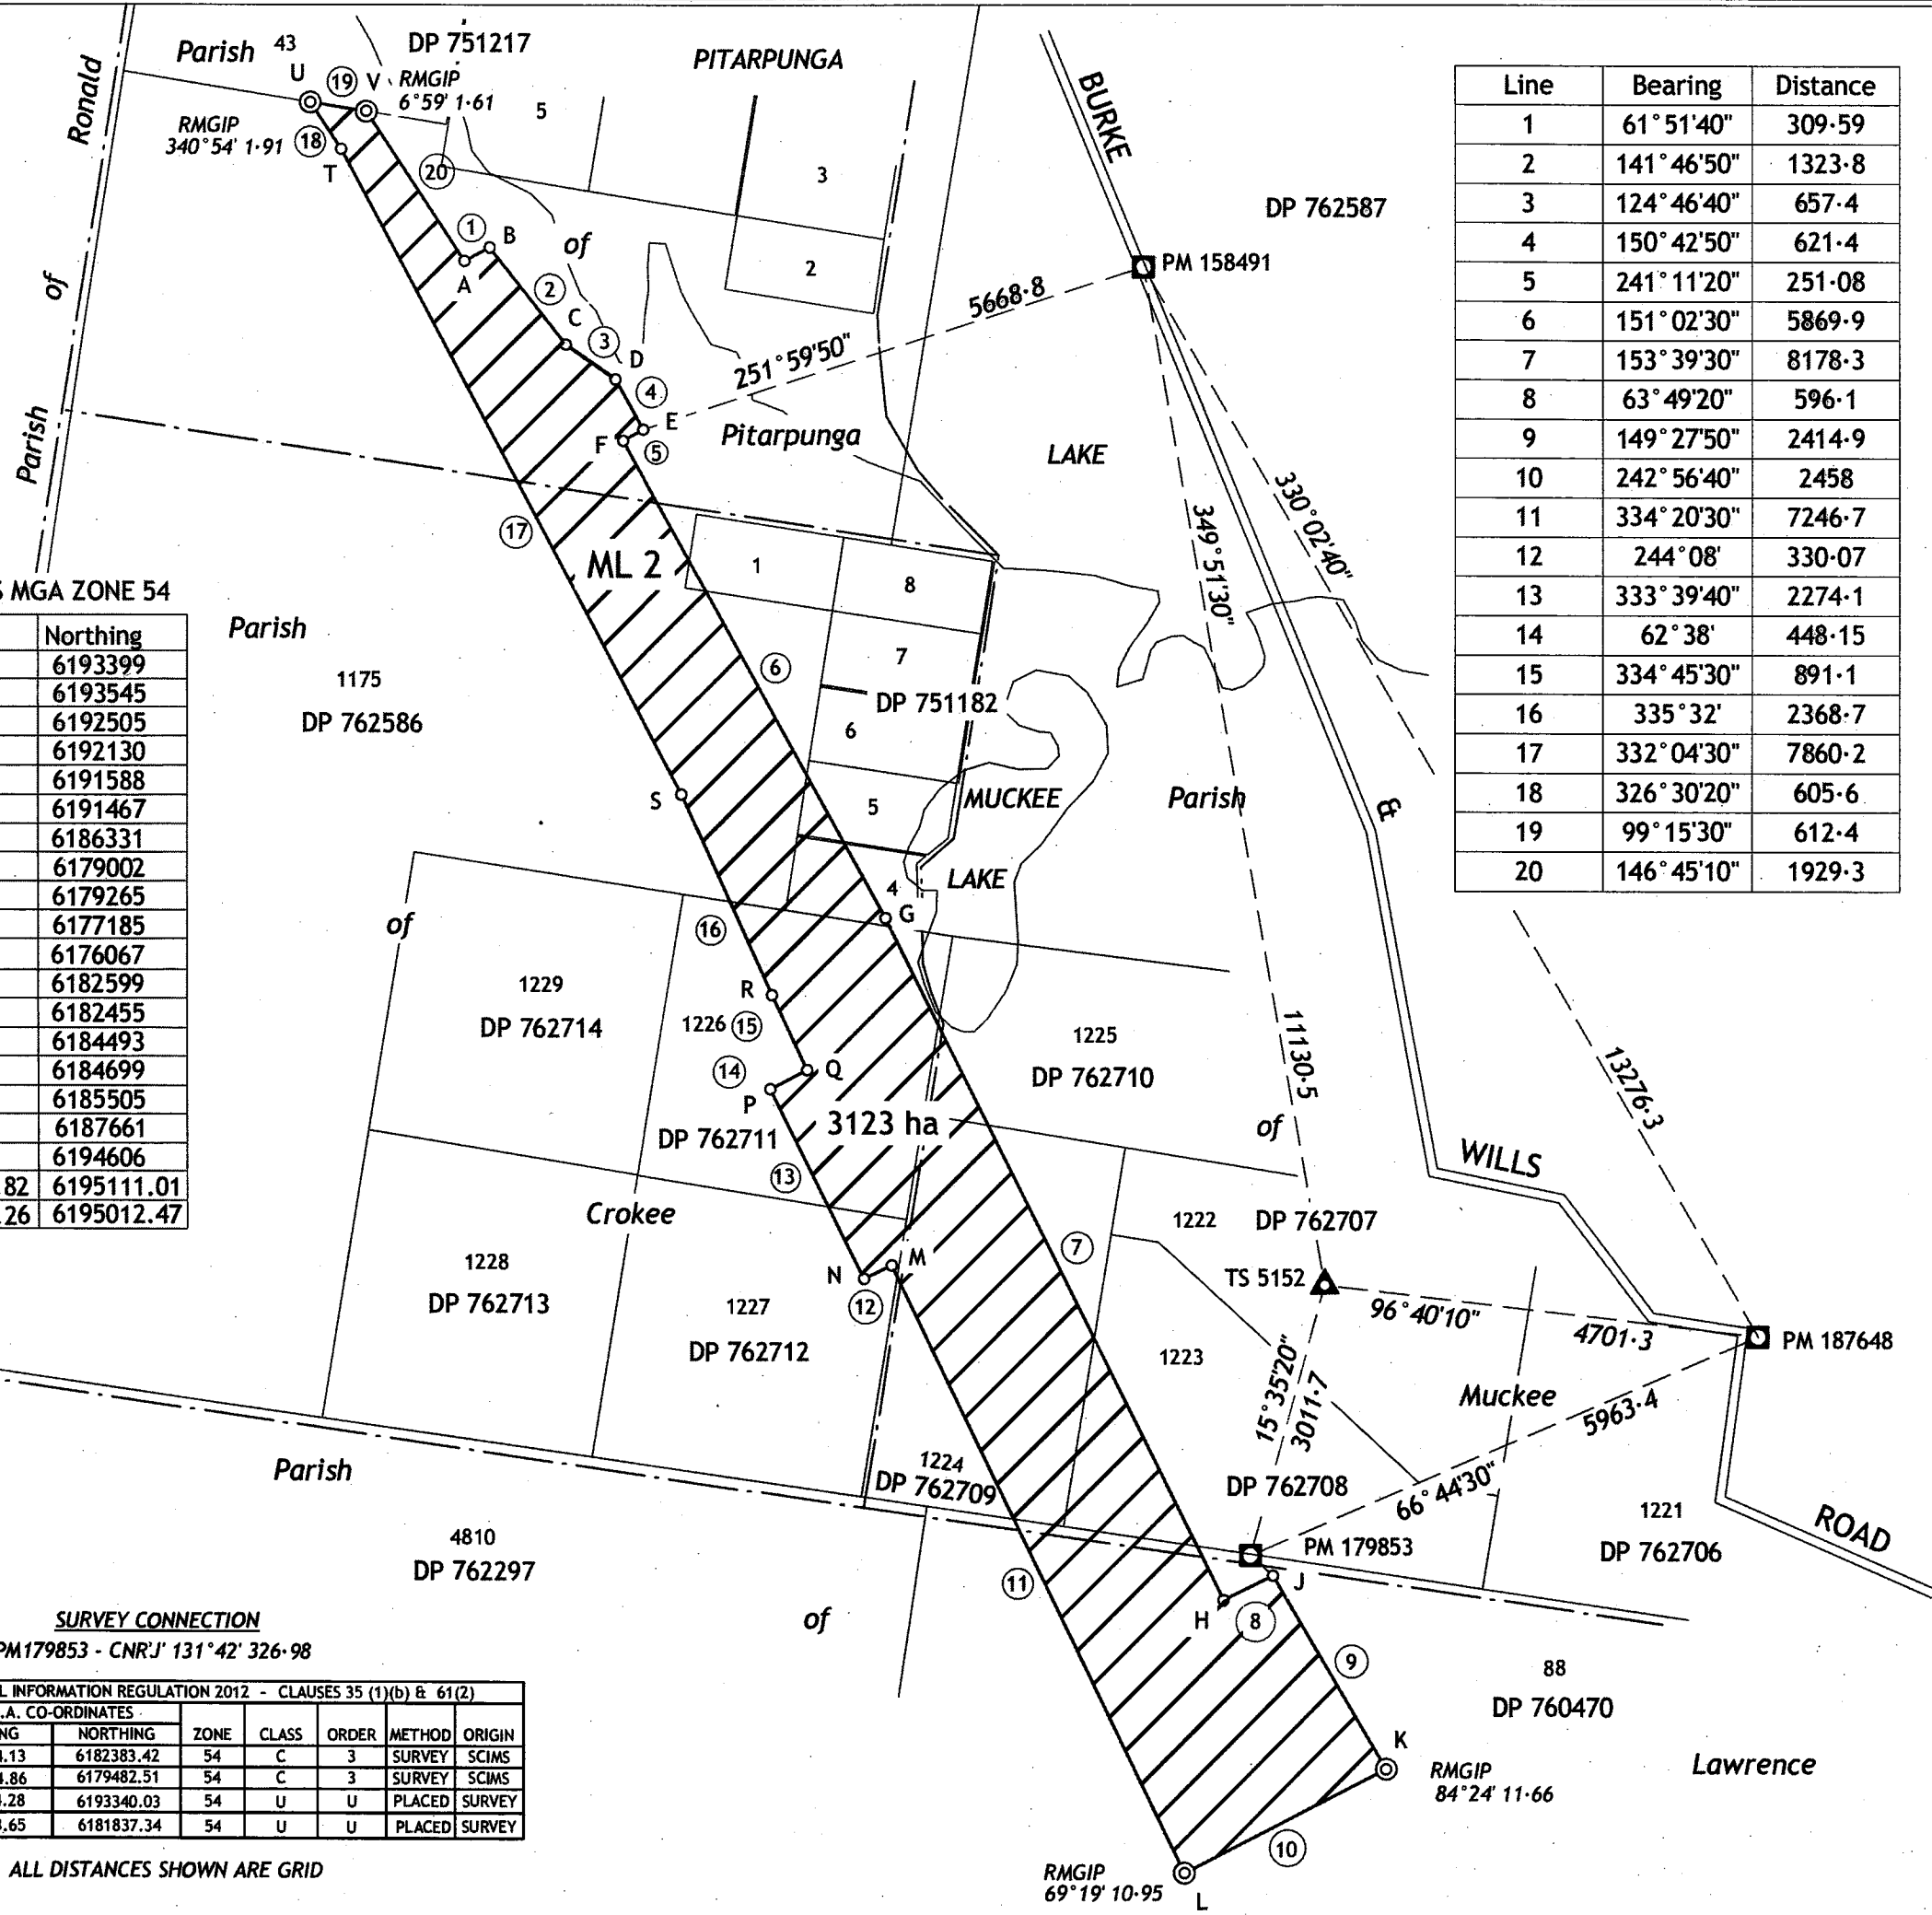 Parish
43
DP 751217
PITARPUNGA
U
19
V
RMGIP
6°59' 1·61
5
Ronald
RMGIP
340°54' 1·91
18
T
20
3
BURKE
DP 762587
1
B
of
2
A
PM 158491
of
2
C
5668·8
3
D
251°59'50"
4
E
F
5
Pitarpunga
LAKE
Parish
330°02'40"
349°51'30"
17
ML 2
1
8
Line Bearing Distance
1 61°51'40" 309·59
2 141°46'50" 1323·8
3 124°46'40" 657·4
4 150°42'50" 621·4
5 241°11'20" 251·08
6 151°02'30" 5869·9
7 153°39'30" 8178·3
8 63°49'20" 596·1
9 149°27'50" 2414·9
10 242°56'40" 2458
11 334°20'30" 7246·7
12 244°08' 330·07
13 333°39'40" 2274·1
14 62°38' 448·15
15 334°45'30" 891·1
16 335°32' 2368·7
17 332°04'30" 7860·2
18 326°30'20" 605·6
19 99°15'30" 612·4
20 146°45'10" 1929·3
S MGA ZONE 54
Northing
6193399
6193545
6192505
6192130
6191588
6191467
6186331
6179002
6179265
6177185
6176067
6182599
6182455
6184493
6184699
6185505
6187661
6194606
.82 6195111.01
.26 6195012.47
Parish
1175
DP 762586
6
7
DP 751182
6
S
5
MUCKEE
Parish
&
LAKE
4
G
of
16
1229
DP 762714
R
1226
15
1225
DP 762710
11130·5
13276·3
14
Q
P
3123 ha
DP 762711
of
13
WILLS
Crokee
1222
DP 762707
7
1228
DP 762713
N
M
12
1227
DP 762712
TS 5152
96°40'10"
4701·3
PM 187648
1223
15°35'20"
3011·7
Muckee
5963·4
Parish
1224
DP 762709
DP 762708
66°44'30"
1221
DP 762706
ROAD
4810
DP 762297
PM 179853
11
J
H
8
of
SURVEY CONNECTION
PM179853 - CNR'J' 131°42' 326·98
9
88
DP 760470
L INFORMATION REGULATION 2012 - CLAUSES 35 (1)(b) & 61(2)
.A. CO-ORDINATES
NG NORTHING ZONE CLASS ORDER METHOD ORIGIN
.13 6182383.42 54 C 3 SURVEY SCIMS
.86 6179482.51 54 C 3 SURVEY SCIMS
.28 6193340.03 54 U U PLACED SURVEY
.65 6181837.34 54 U U PLACED SURVEY
K
RMGIP
84°24' 11·66
Lawrence
10
ALL DISTANCES SHOWN ARE GRID
RMGIP
69°19' 10·95
L